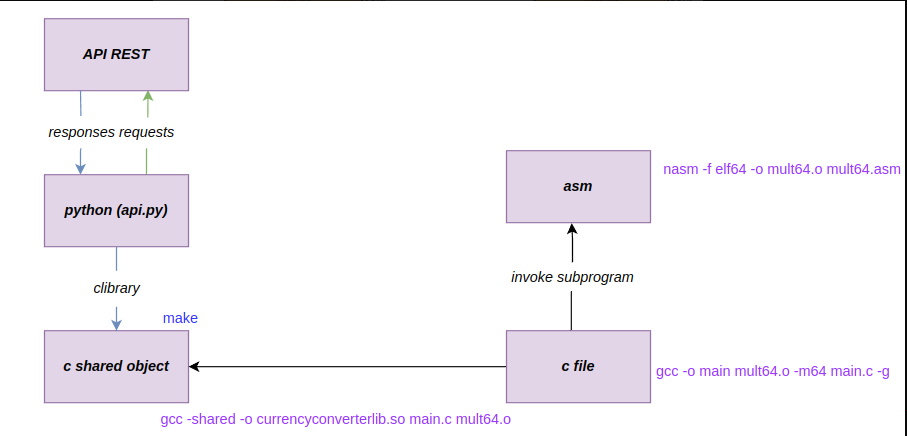 API REST
responses requests
python (api.py)
clibrary
make
c shared object
gcc -shared -o currencyconverterlib.so main.c mult64.o
asm
nasm -f elf64 -o mult64.o mult64.asm
invoke subprogram
c file
gcc -o main mult64.o -m64 main.c -g